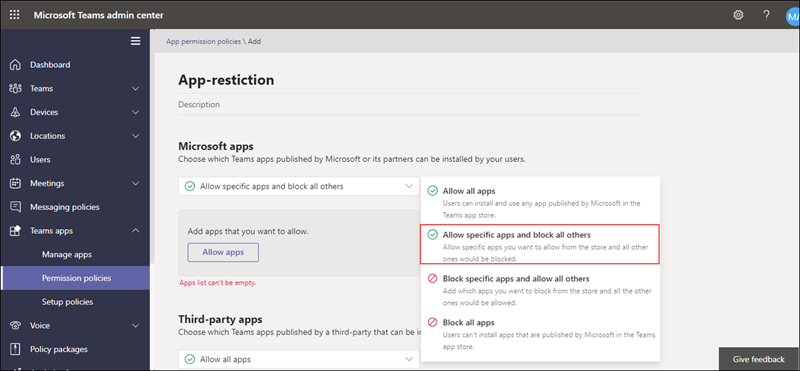 Microsoft Teams admin center
?
MA
App permission policies \ Add
Dashboard
Teams
Devices
Locations
Users
Meetings
Messaging policies
Teams apps
Manage apps
Permission policies
Setup policies
Voice
Policy packages
App-restiction
Description
Microsoft apps
Choose which Teams apps published by Microsoft or its partners can be installed by your users.
Allow specific apps and block all others
Add apps that you want to allow.
Allow apps
Apps list can't be empty.
Allow all apps
Users can install and use any app published by Microsoft in the
Teams app store.
Allow specific apps and block all others
Allow specific apps you want to allow from the store and all other
ones would be blocked.
Block specific apps and allow all others
Add which apps you want to block from the store and all the other
ones would be allowed.
Block all apps
Users can't install apps that are published by Microsoft in the Teams
app store.
Third-party apps
Choose which Teams apps published by a third-party that can be in
Allow all apps
Give feedback